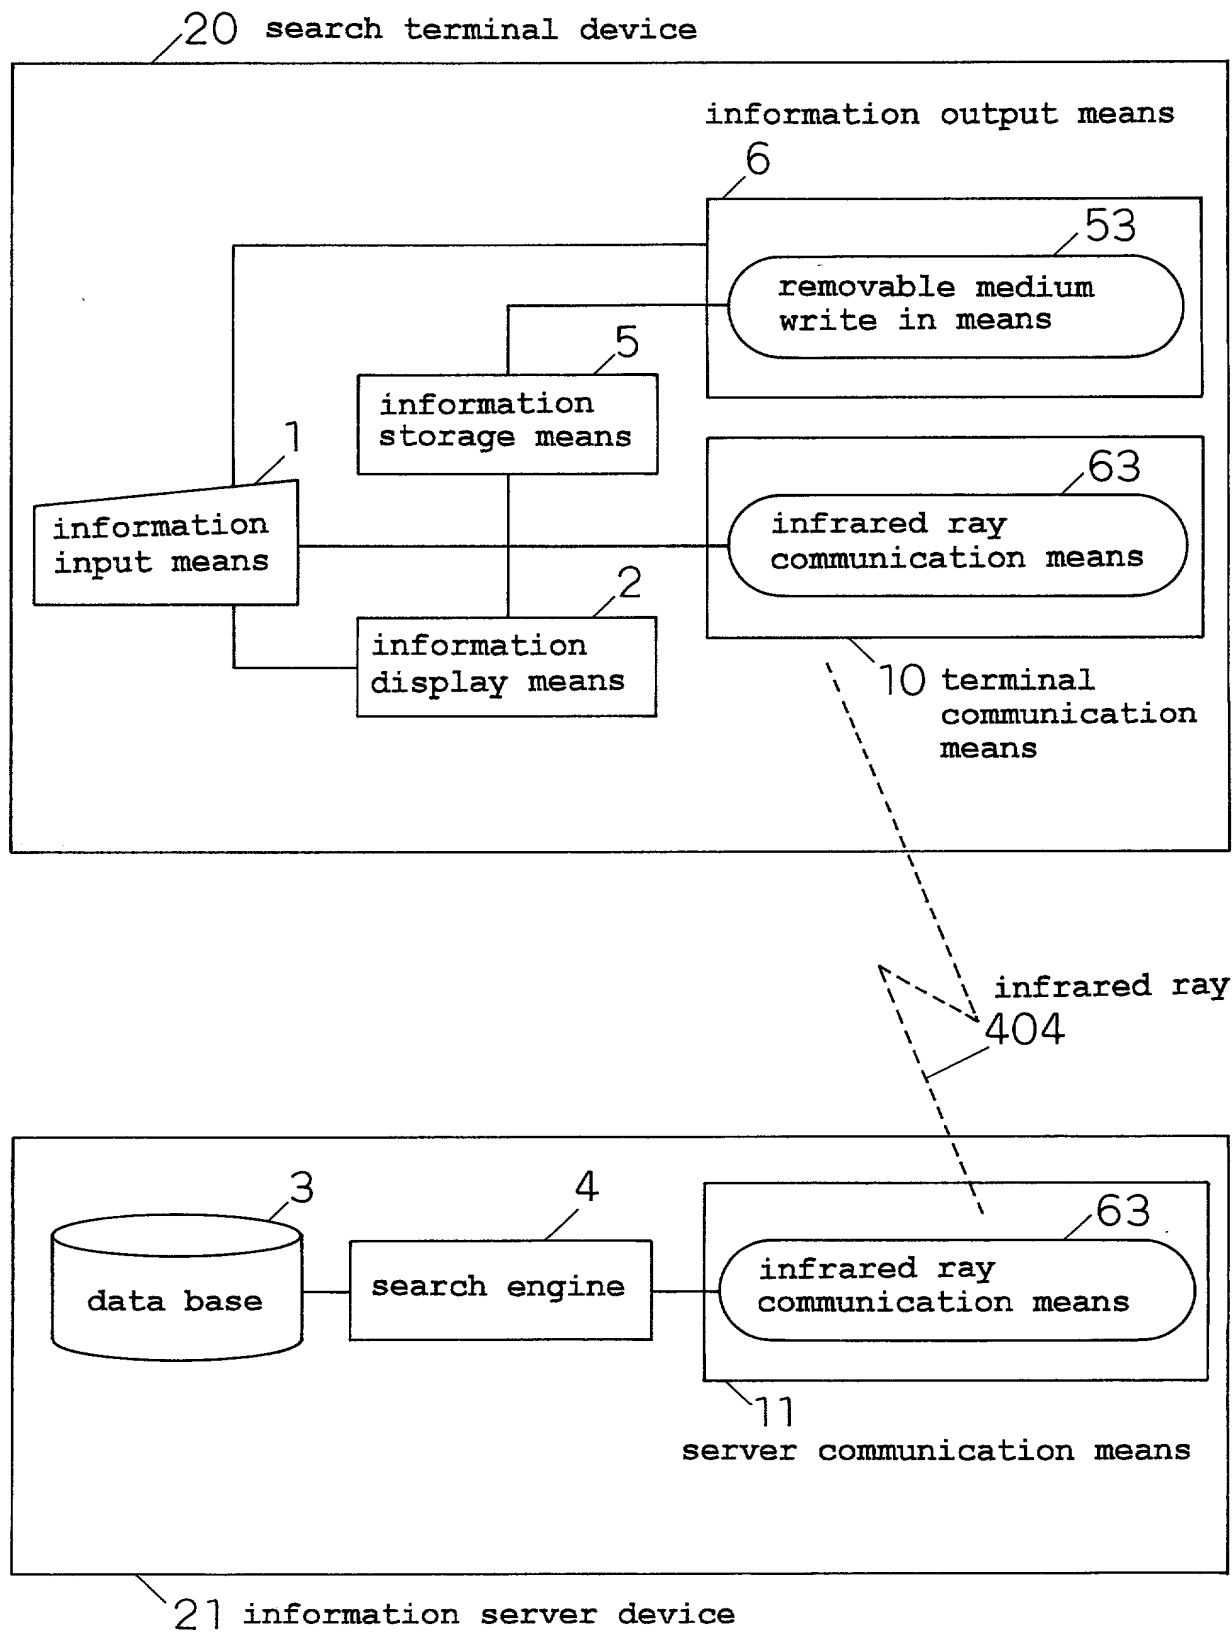 20 search terminal device
information output means
6
53
removable medium
write in means
5
information
storage means
1
63
information
input means
infrared ray
communication means
2
information
display means
10 terminal
communication
means
infrared ray
404
3
4
63
data base
search engine
infrared ray
communication means
11
server communication means
21 information server device